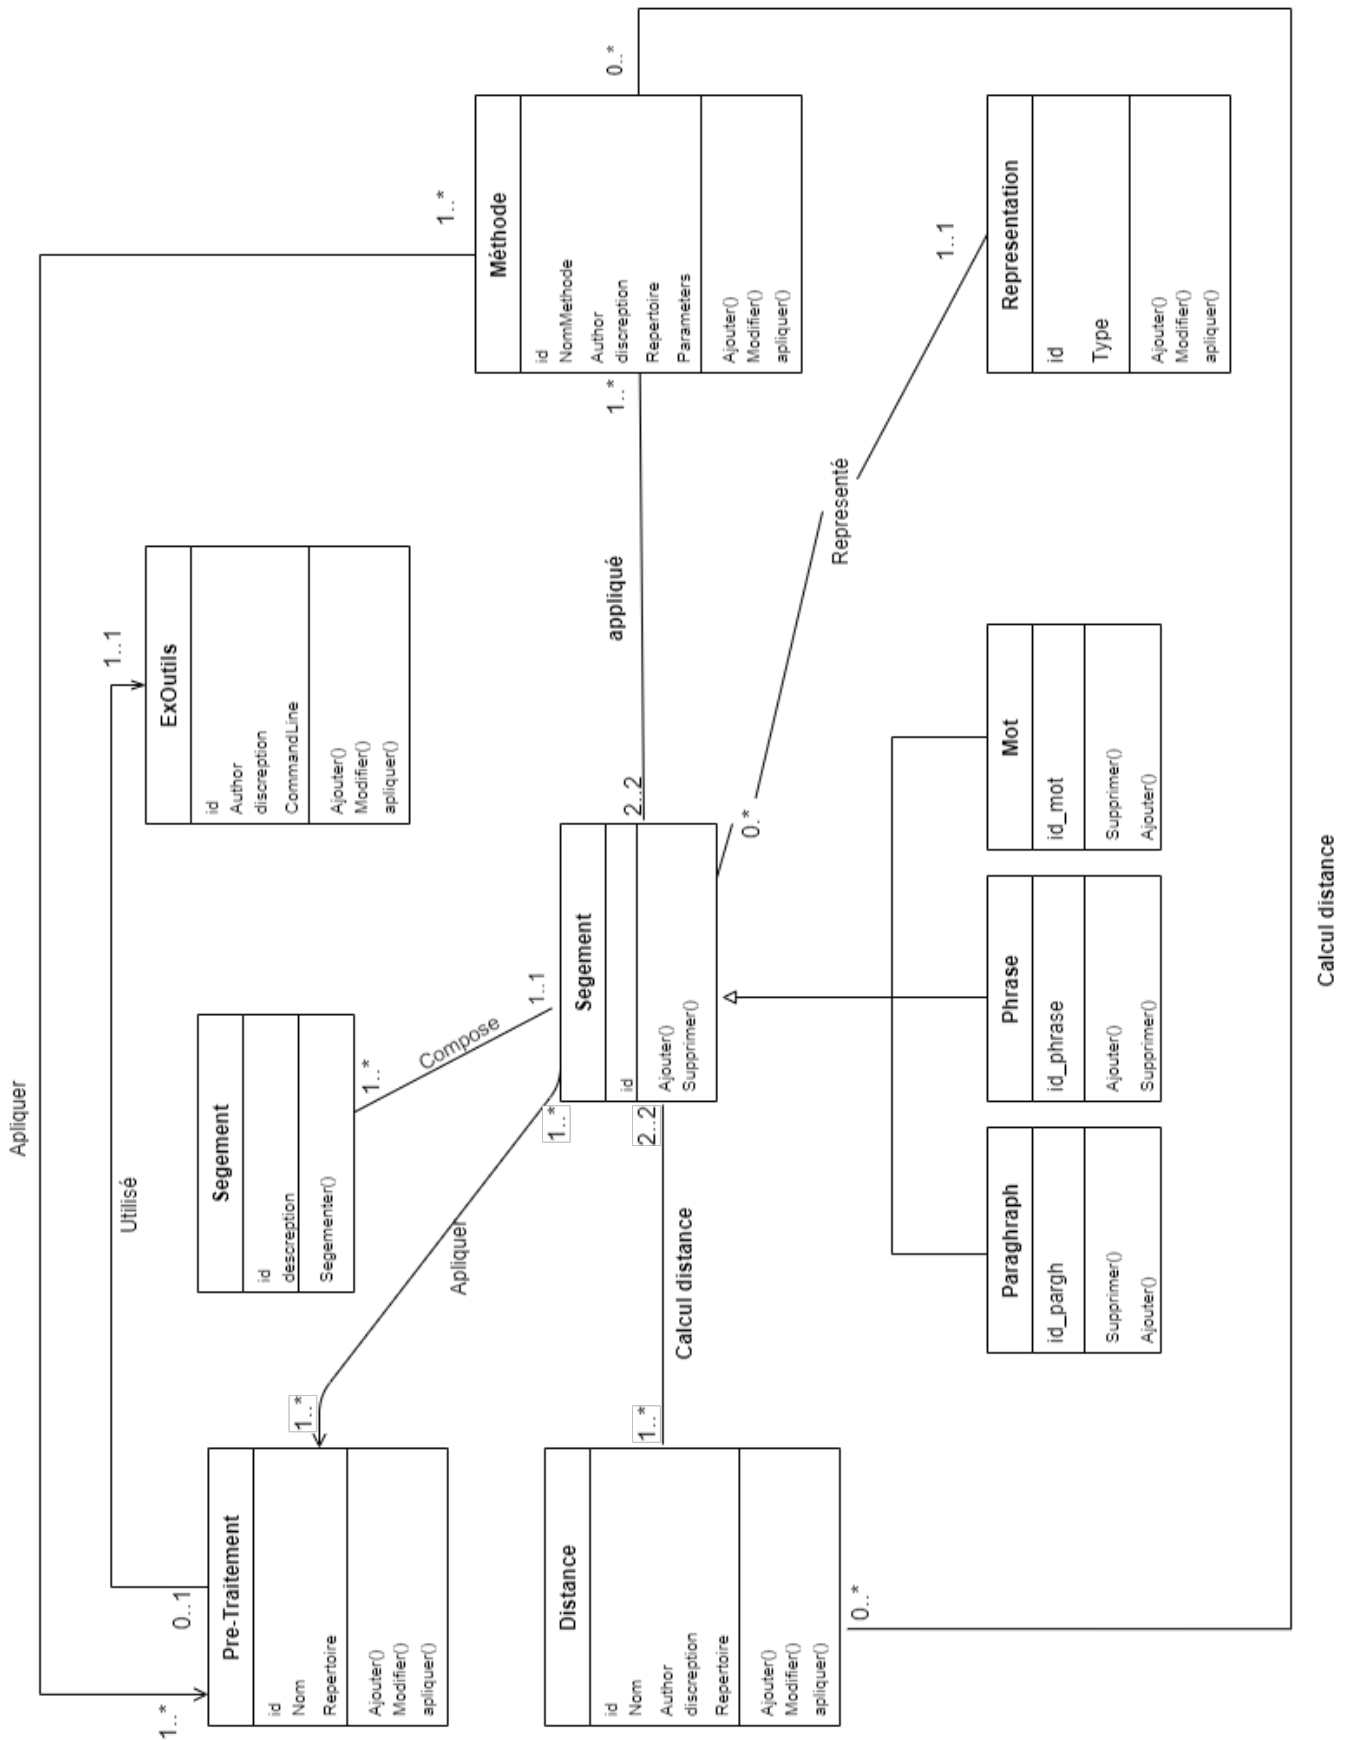 Apliquer
1..*
1..*
Utilisé
0..1
1..1
Pre-Traitement
id
Nom
Repertoire
Ajouter()
Modifier()
apliquer()
Segement
id
descreption
Segementer()
ExOutils
id
Author
discreption
CommandLine
Ajouter()
Modifier()
apliquer()
1..*
Apliquer
1..*
1..*
Compose
1..1
Méthode
id
NomMethode
Author
discreption
Repertoire
Parameters
Ajouter()
Modifier()
apliquer()
0..*
1..*
appliqué
2..2
Segement
id
Ajouter()
Supprimer()
2..2
Calcul distance
1..*
Distance
id
Nom
Author
discreption
Repertoire
Ajouter()
Modifier()
apliquer()
0..*
0.*
Representé
1..1
Paraghraph
id_pargh
Supprimer()
Ajouter()
Phrase
id_phrase
Ajouter()
Supprimer()
Mot
id_mot
Supprimer()
Ajouter()
Representation
id
Type
Ajouter()
Modifier()
apliquer()
Calcul distance